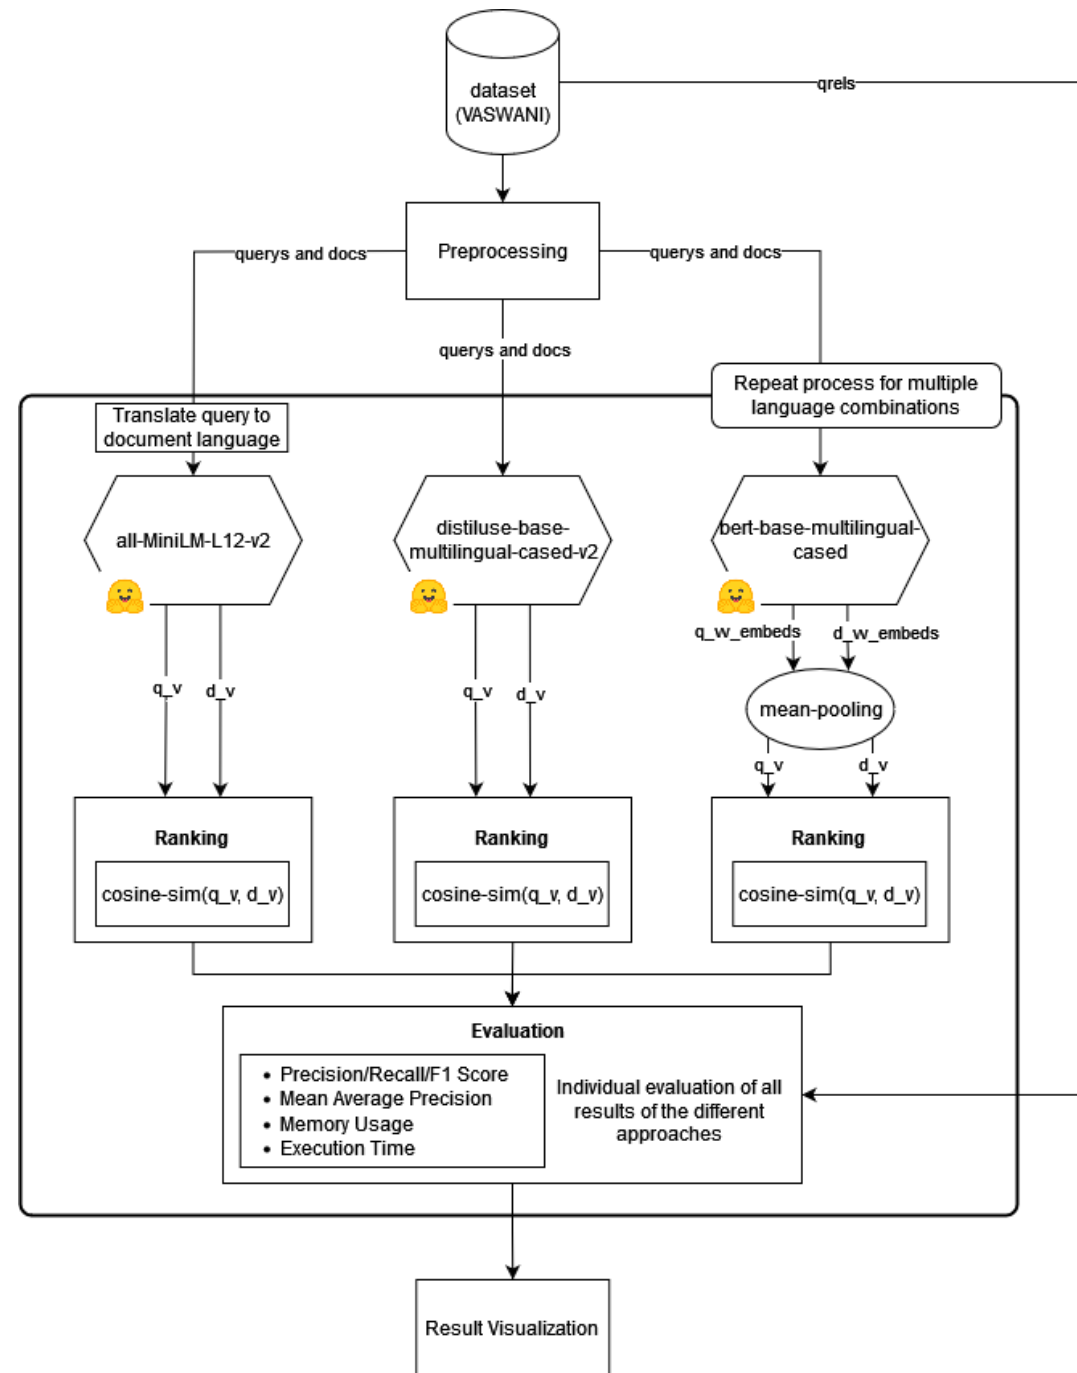 dataset
(VASWANI)
qrels
Preprocessing
querys and docs
querys and docs
querys and docs
Repeat process for multiple
language combinations
Translate query to
document language
all-MiniLM-L12-v2
distiluse-base-
multilingual-cased-v2
bert-base-multilingual-
cased
q_w_embeds
d_w_embeds
q_v
d_v
q_v
d_v
mean-pooling
q_v
d_v
Ranking
cosine-sim(q_v, d_v)
Ranking
cosine-sim(q_v, d_v)
Ranking
cosine-sim(q_v, d_v)
Evaluation
• Precision/Recall/F1 Score
• Mean Average Precision
• Memory Usage
• Execution Time
Individual evaluation of all
results of the different
approaches
Result Visualization